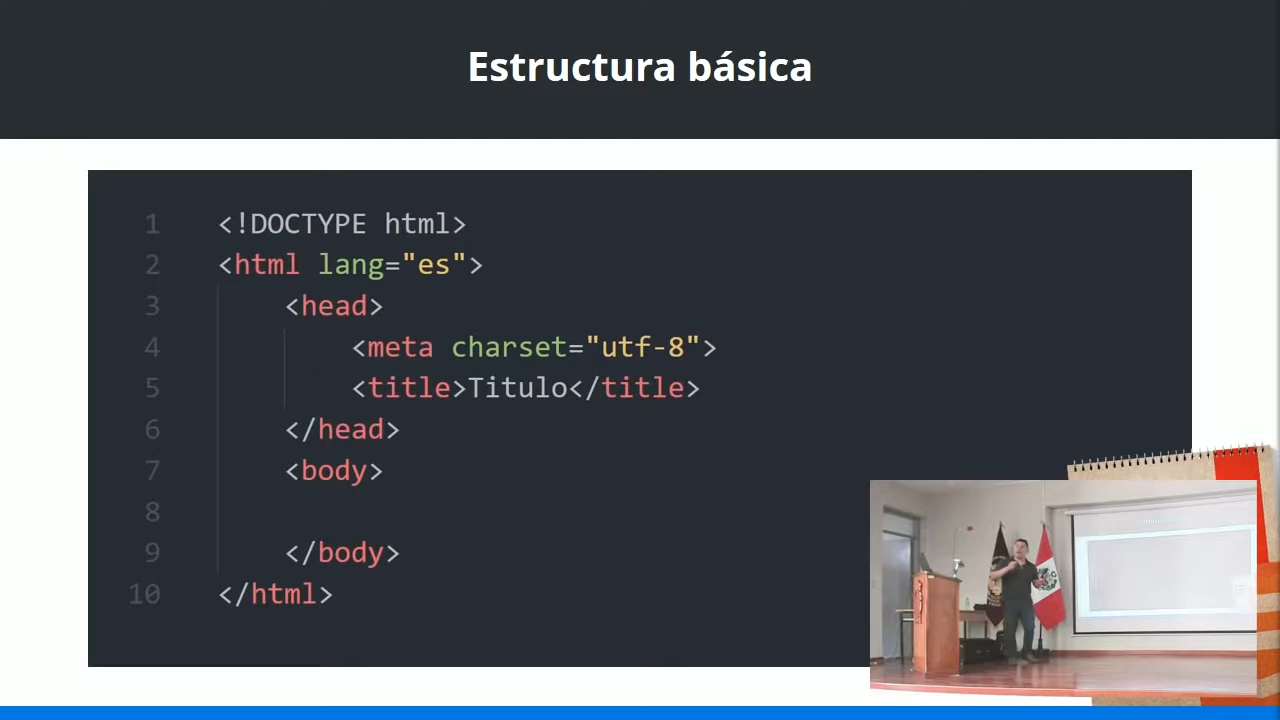 Estructura básica
1 <!DOCTYPE html>
2 <html lang="es">
3 <head>
4 <meta charset="utf-8">
5 <title>Titulo</title>
6 </head>
7 <body>
8
9 </body>
10 </html>